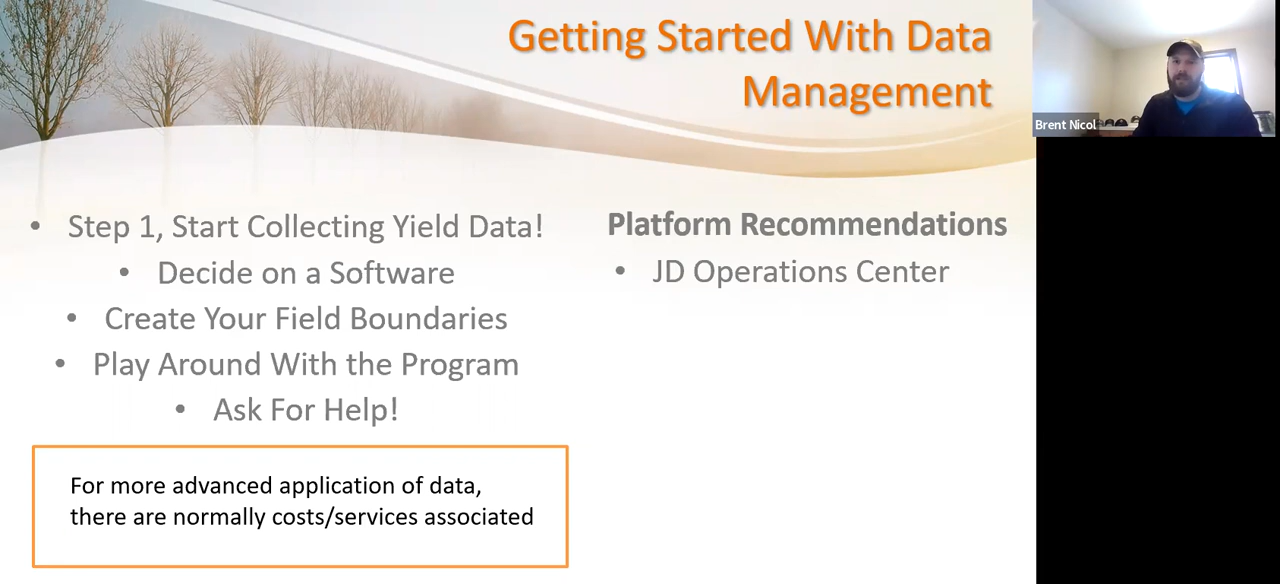 Getting Started With Data
Management
Brent Nicol
• Step 1, Start Collecting Yield Data!
• Decide on a Software
• Create Your Field Boundaries
• Play Around With the Program
• Ask For Help!
Platform Recommendations
• JD Operations Center
For more advanced application of data,
there are normally costs/services associated